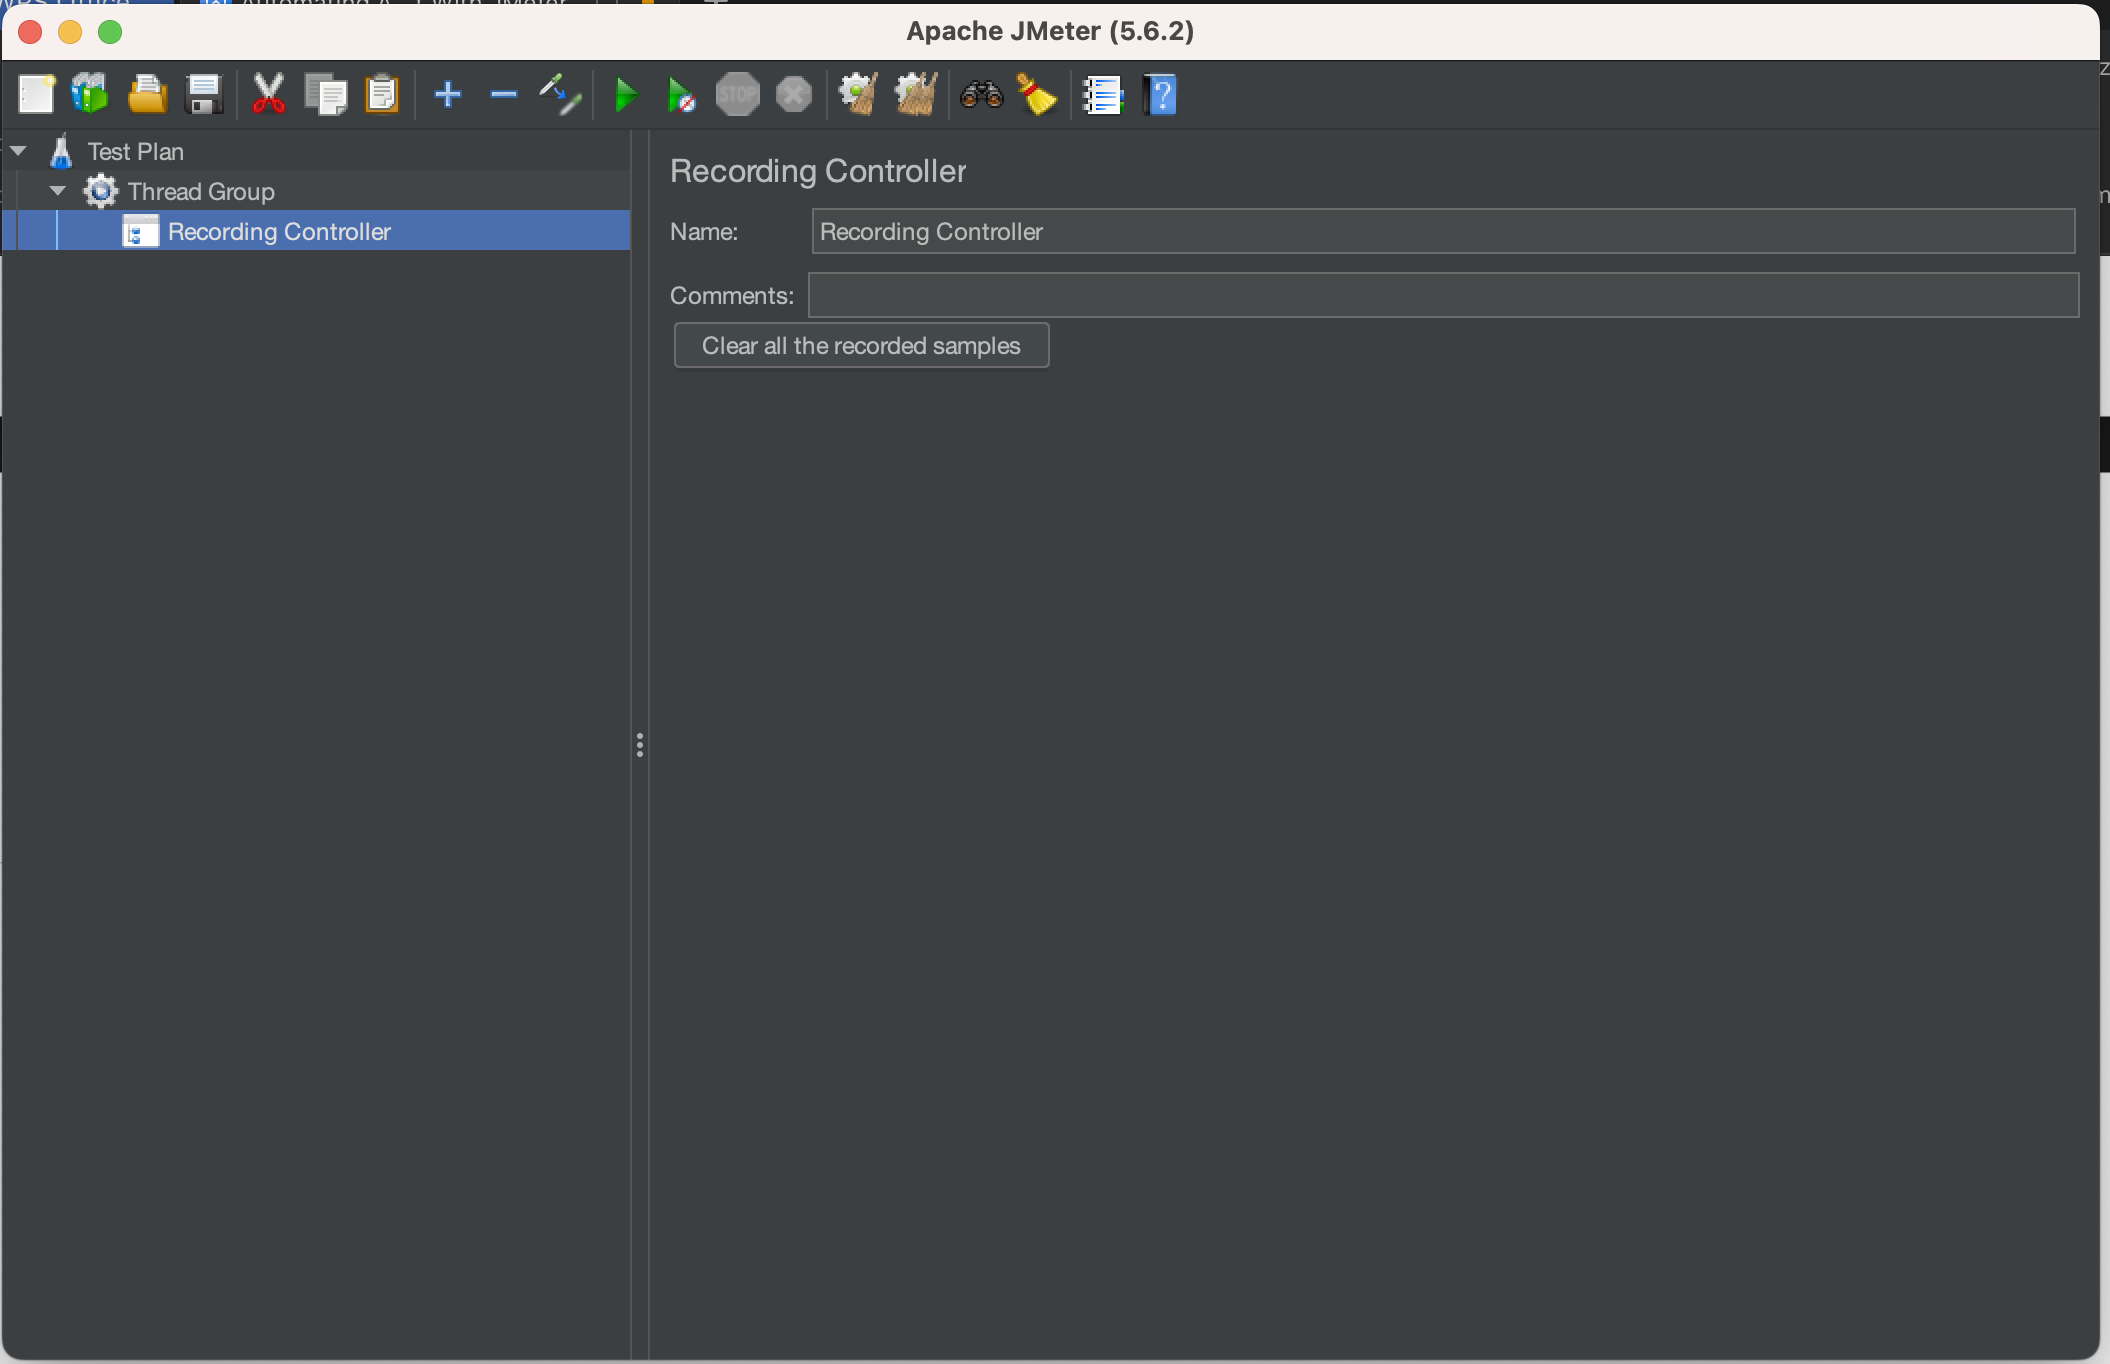 Apache JMeter (5.6.2)
STOP
Test Plan
Thread Group
Recording Controller
Recording Controller
Name:
Recording Controller
Comments:
Clear all the recorded samples